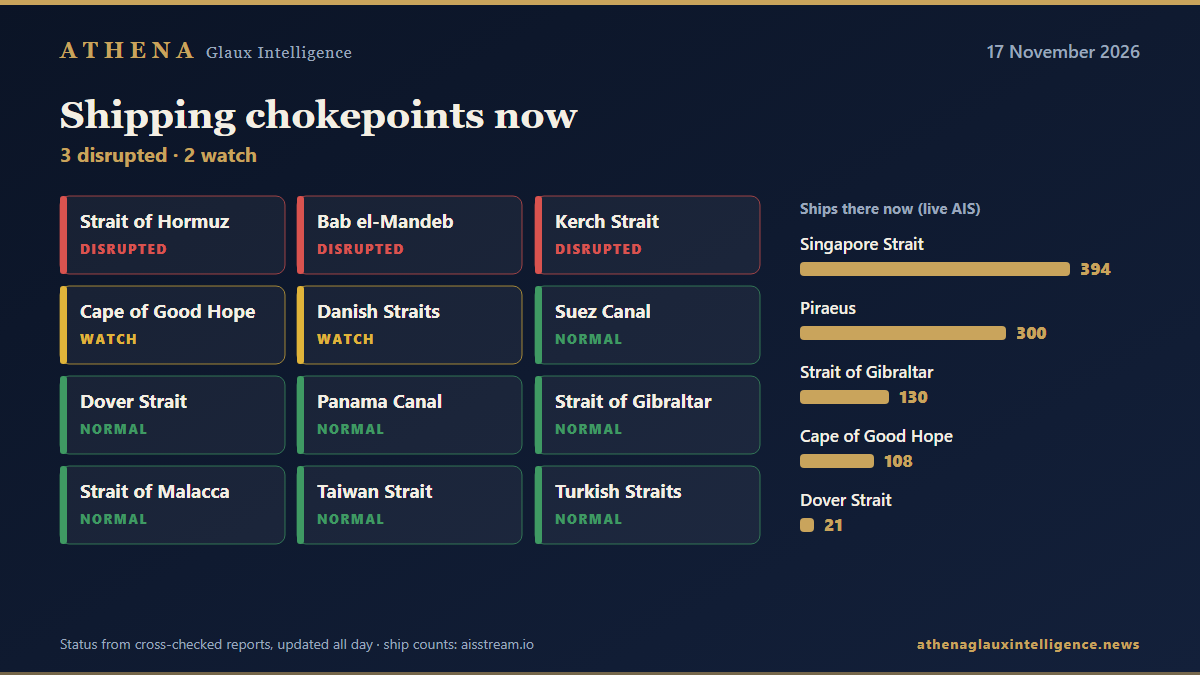 ATHENA Glaux Intelligence
17 November 2026
Shipping chokepoints now
3 disrupted · 2 watch
Strait of Hormuz
DISRUPTED
Bab el-Mandeb
DISRUPTED
Kerch Strait
DISRUPTED
Cape of Good Hope
WATCH
Danish Straits
WATCH
Suez Canal
NORMAL
Dover Strait
NORMAL
Panama Canal
NORMAL
Strait of Gibraltar
NORMAL
Strait of Malacca
NORMAL
Taiwan Strait
NORMAL
Turkish Straits
NORMAL
Ships there now (live AIS)
Singapore Strait
394
Piraeus
300
Strait of Gibraltar
130
Cape of Good Hope
108
Dover Strait
21
Status from cross-checked reports, updated all day · ship counts: aisstream.io
athenaglauxintelligence.news